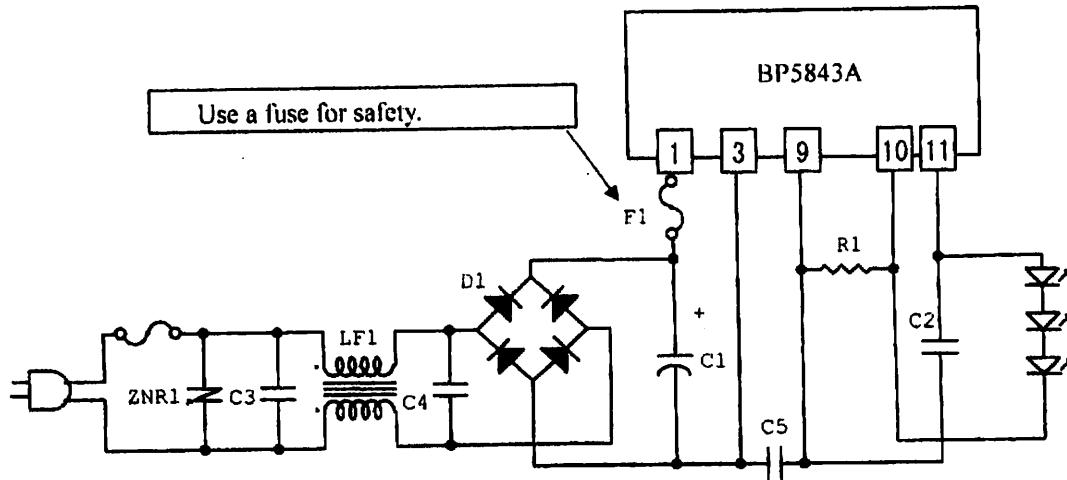 BP5843A
Use a fuse for safety.
1 3 9 10 11
F1
R1
D1
+
C2
LF1
C1
ZNR1 C3 C4
C5